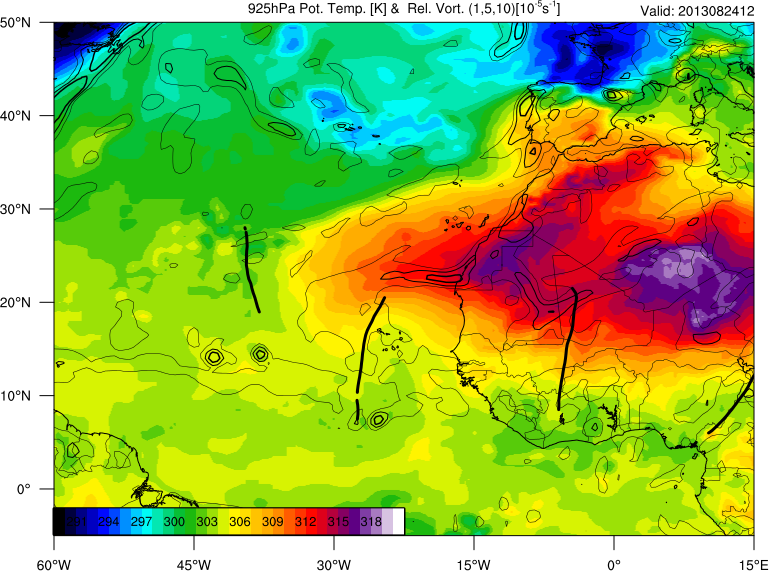 925hPa Pot. Temp. [K] & Rel. Vort. (1,5,10)[10⁻⁵s⁻¹]
Valid: 2013082412
50°N
40°N
30°N
20°N
10°N
0°
294 297 300 303 306 309 312 315 318
60°W 45°W 30°W 15°W 0° 15°E